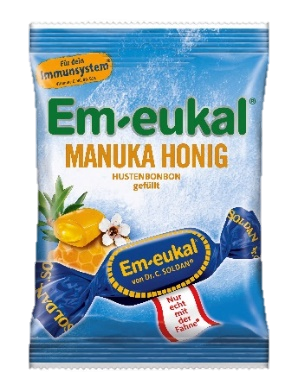 Für dein
Immunsystem*
Em-eukal®
MANUKA HONIG
HUSTENBONBON
gefüllt
Em-eukal®
von Dr. C. SOLDAN®
SOLDAN
Nur
echt mit
der
Fahne®